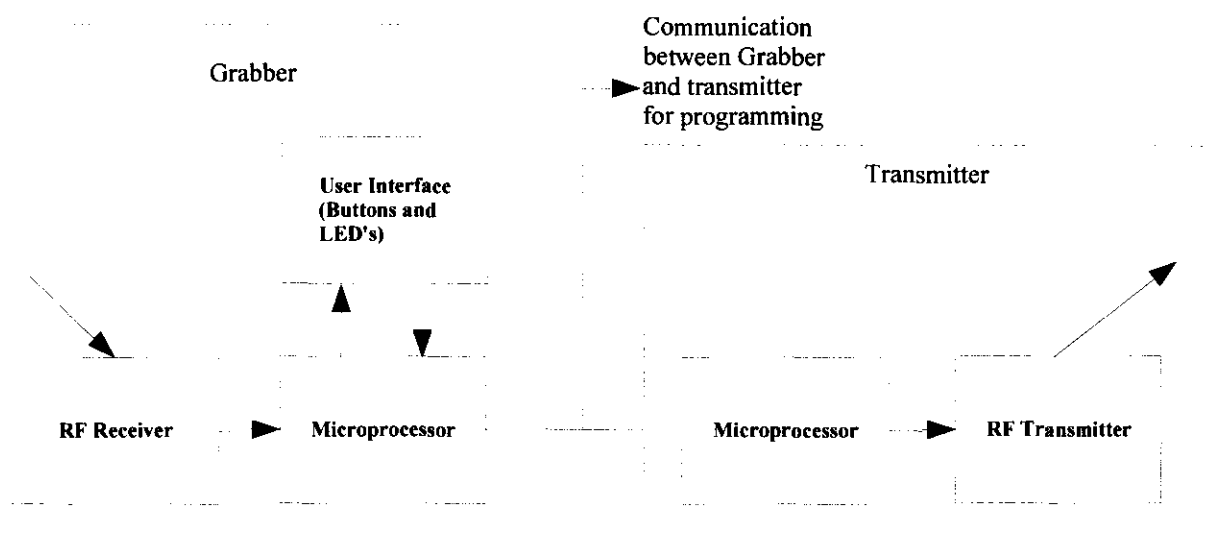 Communication
between Grabber
and transmitter
for programming
Grabber
Transmitter
User Interface
(Buttons and
LED's)
RF Receiver
Microprocessor
Microprocessor
RF Transmitter